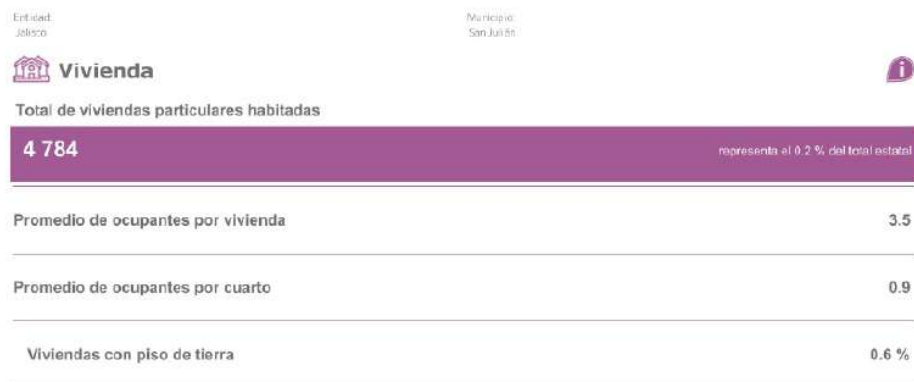 Entidad: Municipio:
Jalisco San Julián
Vivienda
Total de viviendas particulares habitadas
4 784 representa el 0.2 % del total estatal
Promedio de ocupantes por vivienda 3.5
Promedio de ocupantes por cuarto 0.9
Viviendas con piso de tierra 0.6 %